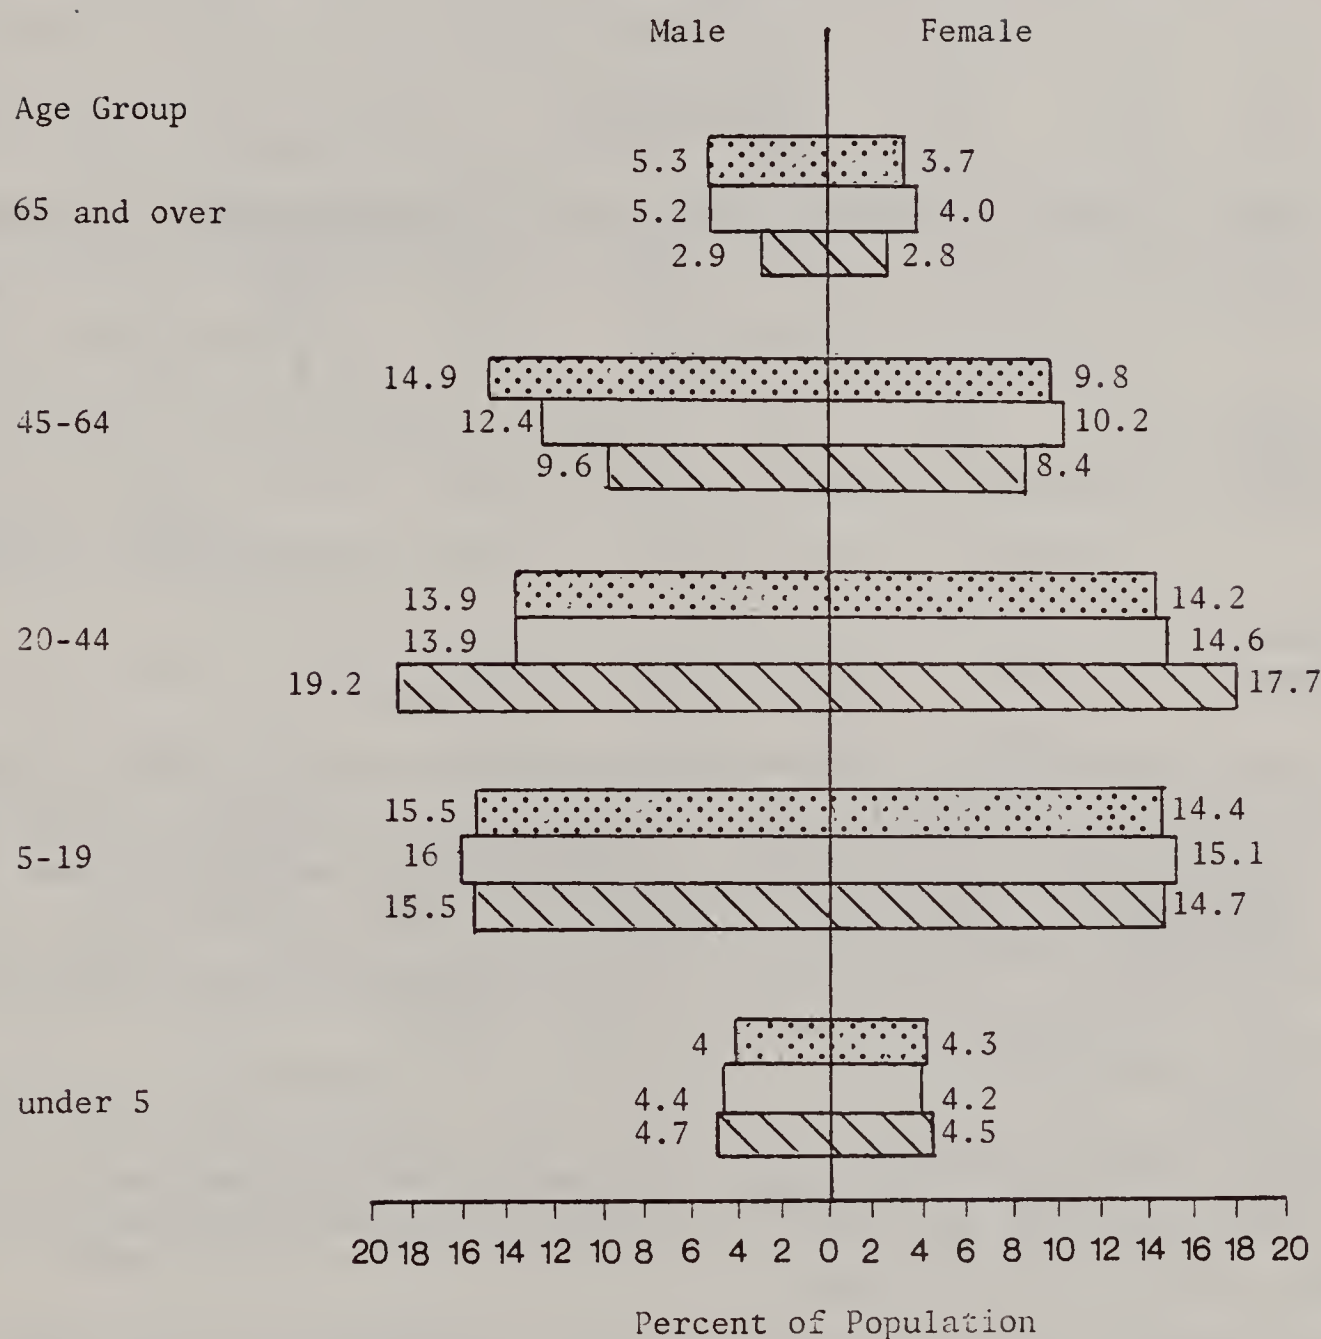 Male Female
Age Group
5.3 3.7
65 and over 5.2 4.0
2.9 2.8
14.9 9.8
45-64 12.4 10.2
9.6 8.4
13.9 14.2
20-44 13.9 14.6
19.2 17.7
15.5 14.4
5-19 16 15.1
15.5 14.7
4 4.3
under 5 4.4 4.2
4.7 4.5
20 18 16 14 12 10 8 6 4 2 0 2 4 6 8 10 12 14 16 18 20
Percent of Population